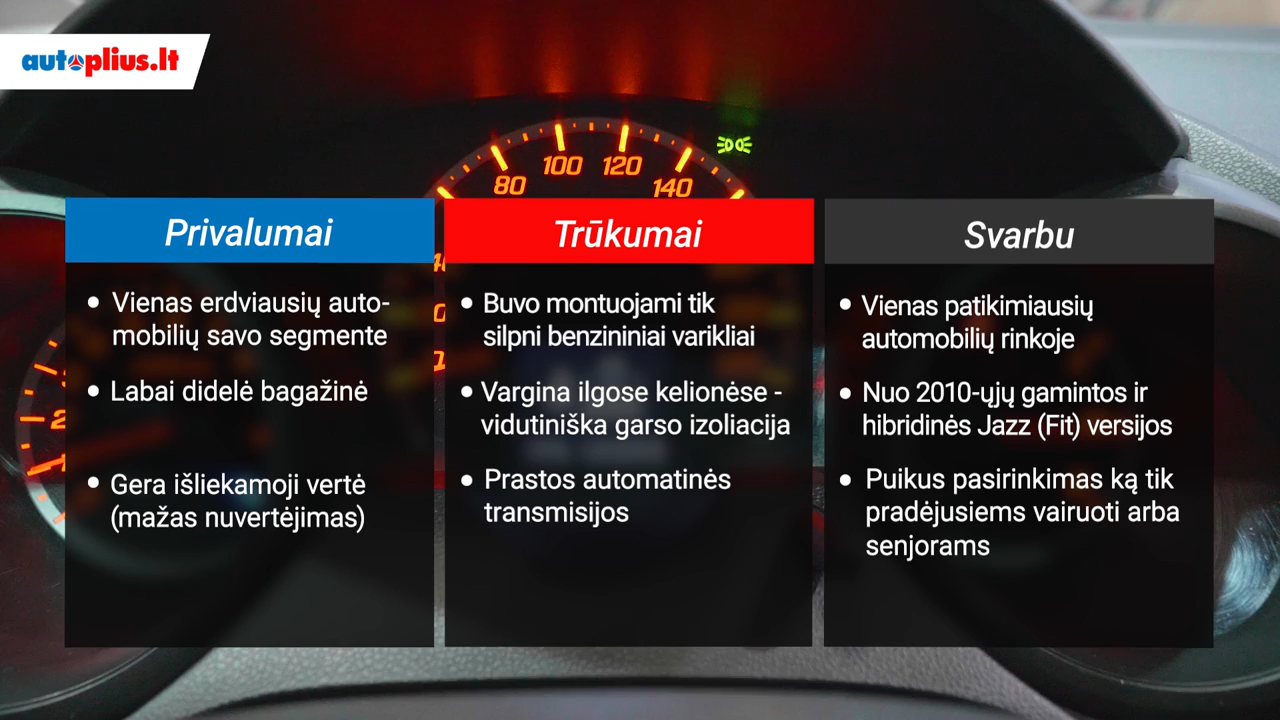 autoplius.lt
80
100
120
140
Privalumai
Vienas erdviausių auto-
mobilių savo segmente
Labai didelė bagažinė
Gera išliekamoji vertė
(mažas nuvertėjimas)
Trūkumai
Buvo montuojami tik
silpni benzininiai varikliai
Vargina ilgose kelionėse -
vidutiniška garso izoliacija
Prastos automatinės
transmisijos
Svarbu
Vienas patikimiausių
automobilių rinkoje
Nuo 2010-ųjų gamintos ir
hibridinės Jazz (Fit) versijos
Puikus pasirinkimas ką tik
pradėjusiems vairuoti arba
senjorams